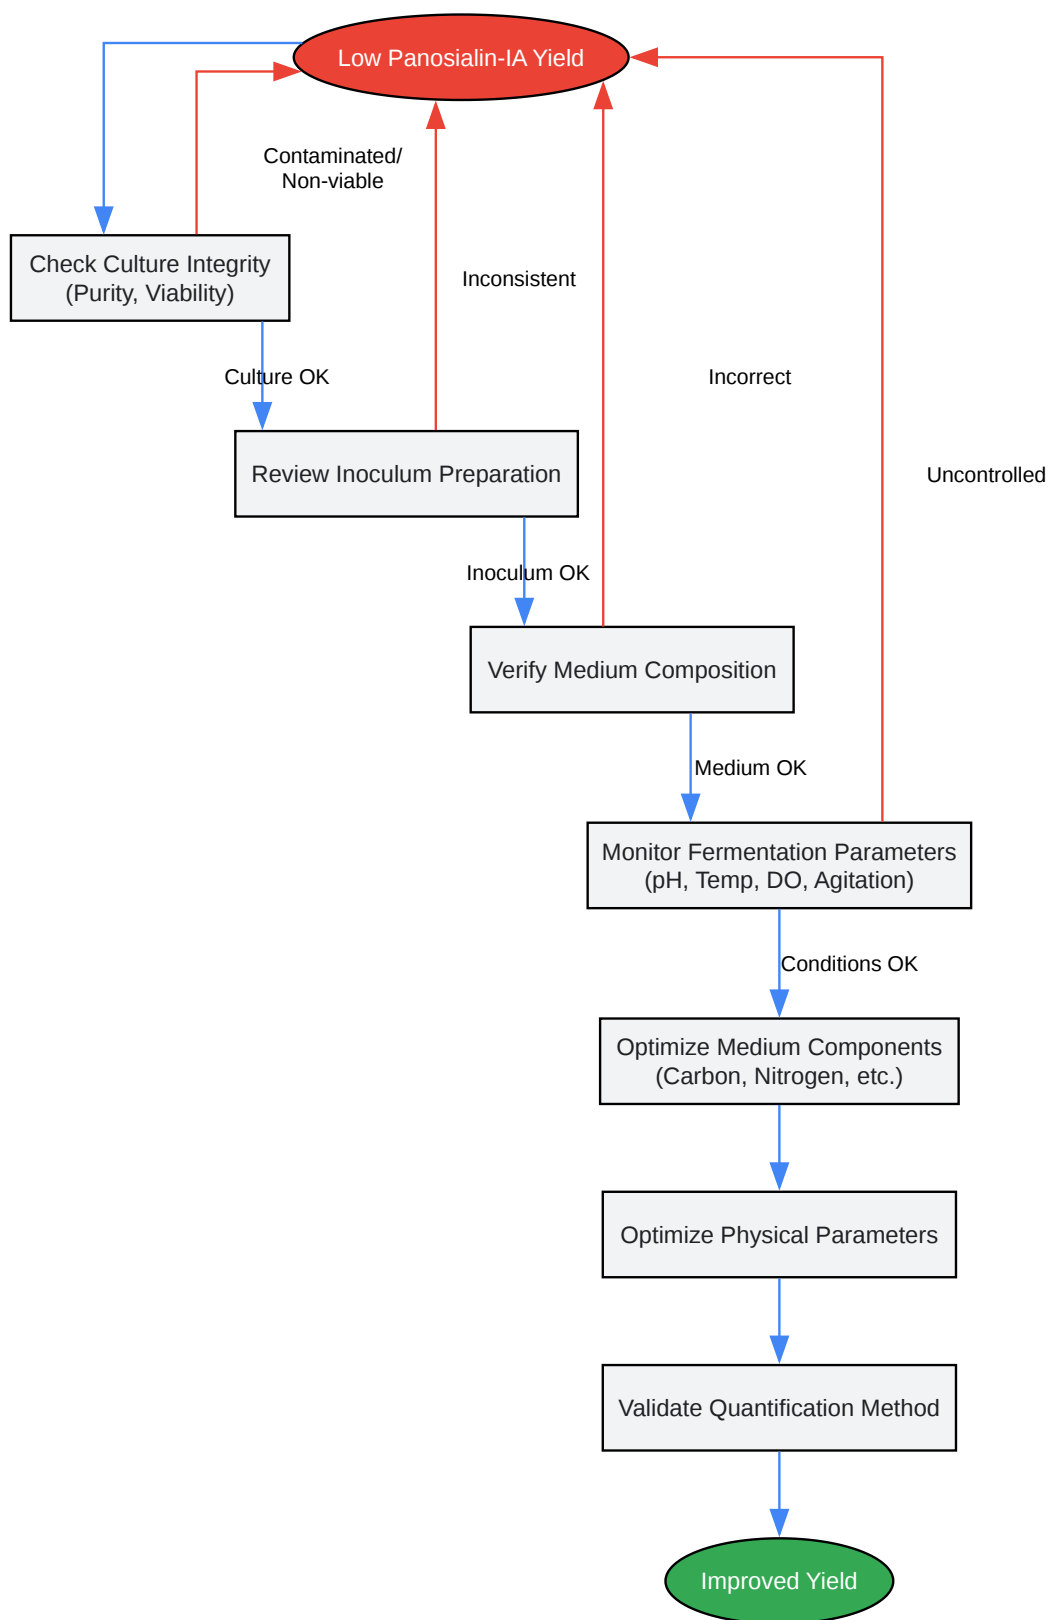 Low Panosialin-IA Yield
Contaminated/
Non-viable
Check Culture Integrity
(Purity, Viability)
Inconsistent
Culture OK
Incorrect
Review Inoculum Preparation
Uncontrolled
Inoculum OK
Verify Medium Composition
Medium OK
Monitor Fermentation Parameters
(pH, Temp, DO, Agitation)
Conditions OK
Optimize Medium Components
(Carbon, Nitrogen, etc.)
Optimize Physical Parameters
Validate Quantification Method
Improved Yield